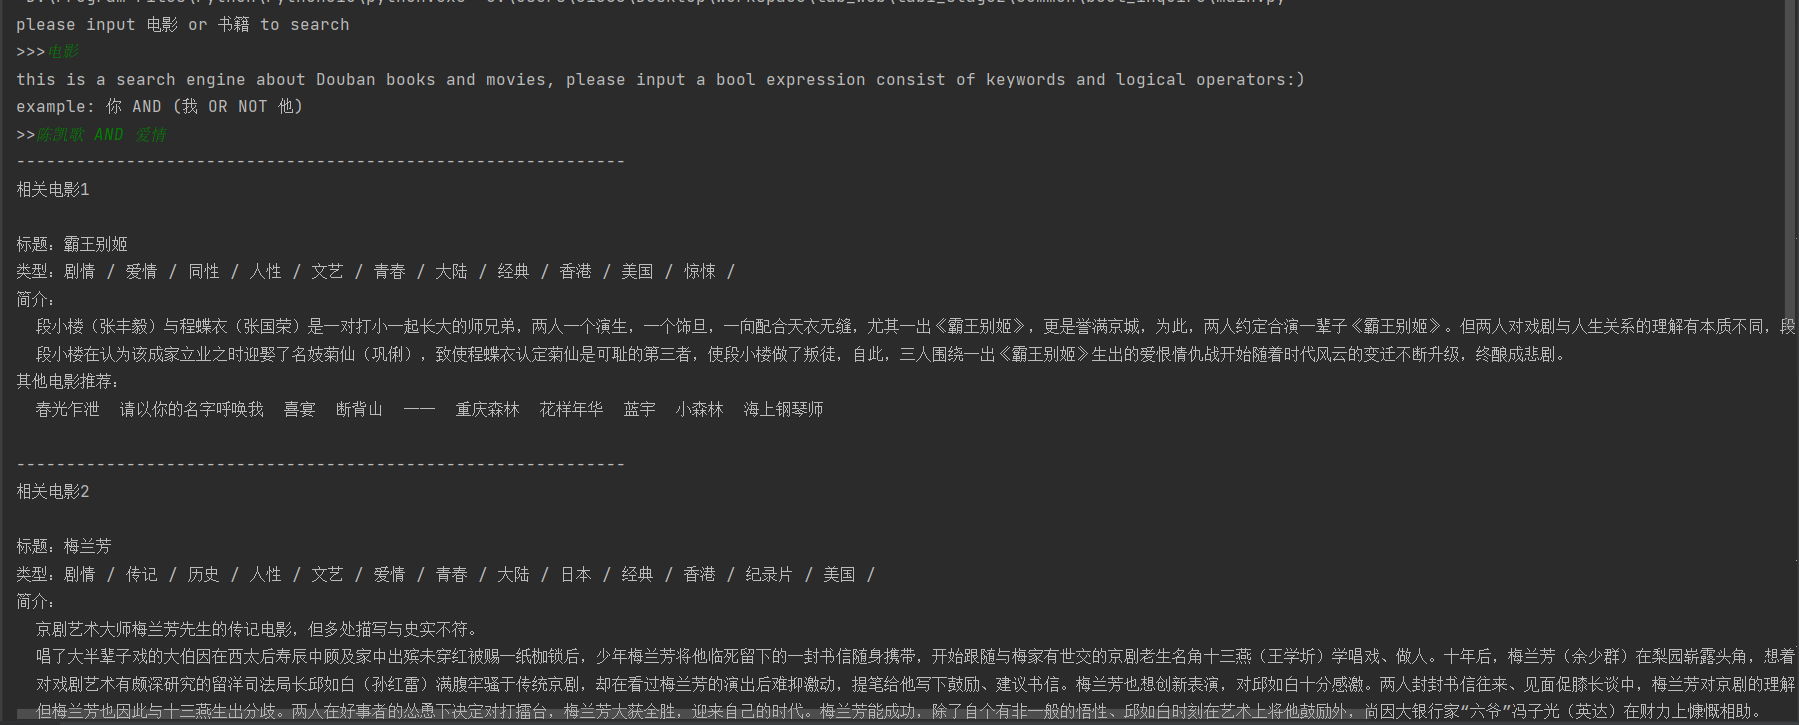 please input 电影 or 书籍 to search
>>>电影
this is a search engine about Douban books and movies, please input a bool expression consist of keywords and logical operators:)
example: 你 AND (我 OR NOT 他)
>>陈凯歌 AND 爱情
-------------------------------------------------------------
相关电影1
标题：霸王别姬
类型：剧情 / 爱情 / 同性 / 人性 / 文艺 / 青春 / 大陆 / 经典 / 香港 / 美国 / 惊悚 /
简介：
段小楼（张丰毅）与程蝶衣（张国荣）是一对打小一起长大的师兄弟，两人一个演生，一个饰旦，一向配合天衣无缝，尤其一出《霸王别姬》，更是誉满京城，为此，两人约定合演一辈子《霸王别姬》。但两人对戏剧与人生关系的理解有本质不同，段
段小楼在认为该成家立业之时迎娶了名妓菊仙（巩俐），致使程蝶衣认定菊仙是可耻的第三者，使段小楼做了叛徒，自此，三人围绕一出《霸王别姬》生出的爱恨情仇战开始随着时代风云的变迁不断升级，终酿成悲剧。
其他电影推荐：
春光乍泄 请以你的名字呼唤我 喜宴 断背山 一一 重庆森林 花样年华 蓝宇 小森林 海上钢琴师
-------------------------------------------------------------
相关电影2
标题：梅兰芳
类型：剧情 / 传记 / 历史 / 人性 / 文艺 / 爱情 / 青春 / 大陆 / 日本 / 经典 / 香港 / 纪录片 / 美国 /
简介：
京剧艺术大师梅兰芳先生的传记电影，但多处描写与史实不符。
唱了大半辈子戏的大伯因在西太后寿辰中顾及家中出殡未穿红被赐一纸枷锁后，少年梅兰芳将他临死留下的一封书信随身携带，开始跟随与梅家有世交的京剧老生名角十三燕（王学圻）学唱戏、做人。十年后，梅兰芳（余少群）在梨园崭露头角，想着
对戏剧艺术有颇深研究的留洋司法局长邱如白（孙红雷）满腹牢骚于传统京剧，却在看过梅兰芳的演出后难抑激动，提笔给他写下鼓励、建议书信。梅兰芳也想创新表演，对邱如白十分感激。两人封封书信往来、见面促膝长谈中，梅兰芳对京剧的理解
但梅兰芳也因此与十三燕生出分歧。两人在好事者的怂恿下决定对打擂台，梅兰芳大获全胜，迎来自己的时代。梅兰芳能成功，除了自个有非一般的悟性、邱如白时刻在艺术上将他鼓励外，尚因大银行家“六爷”冯子光（英达）在财力上慷慨相助。